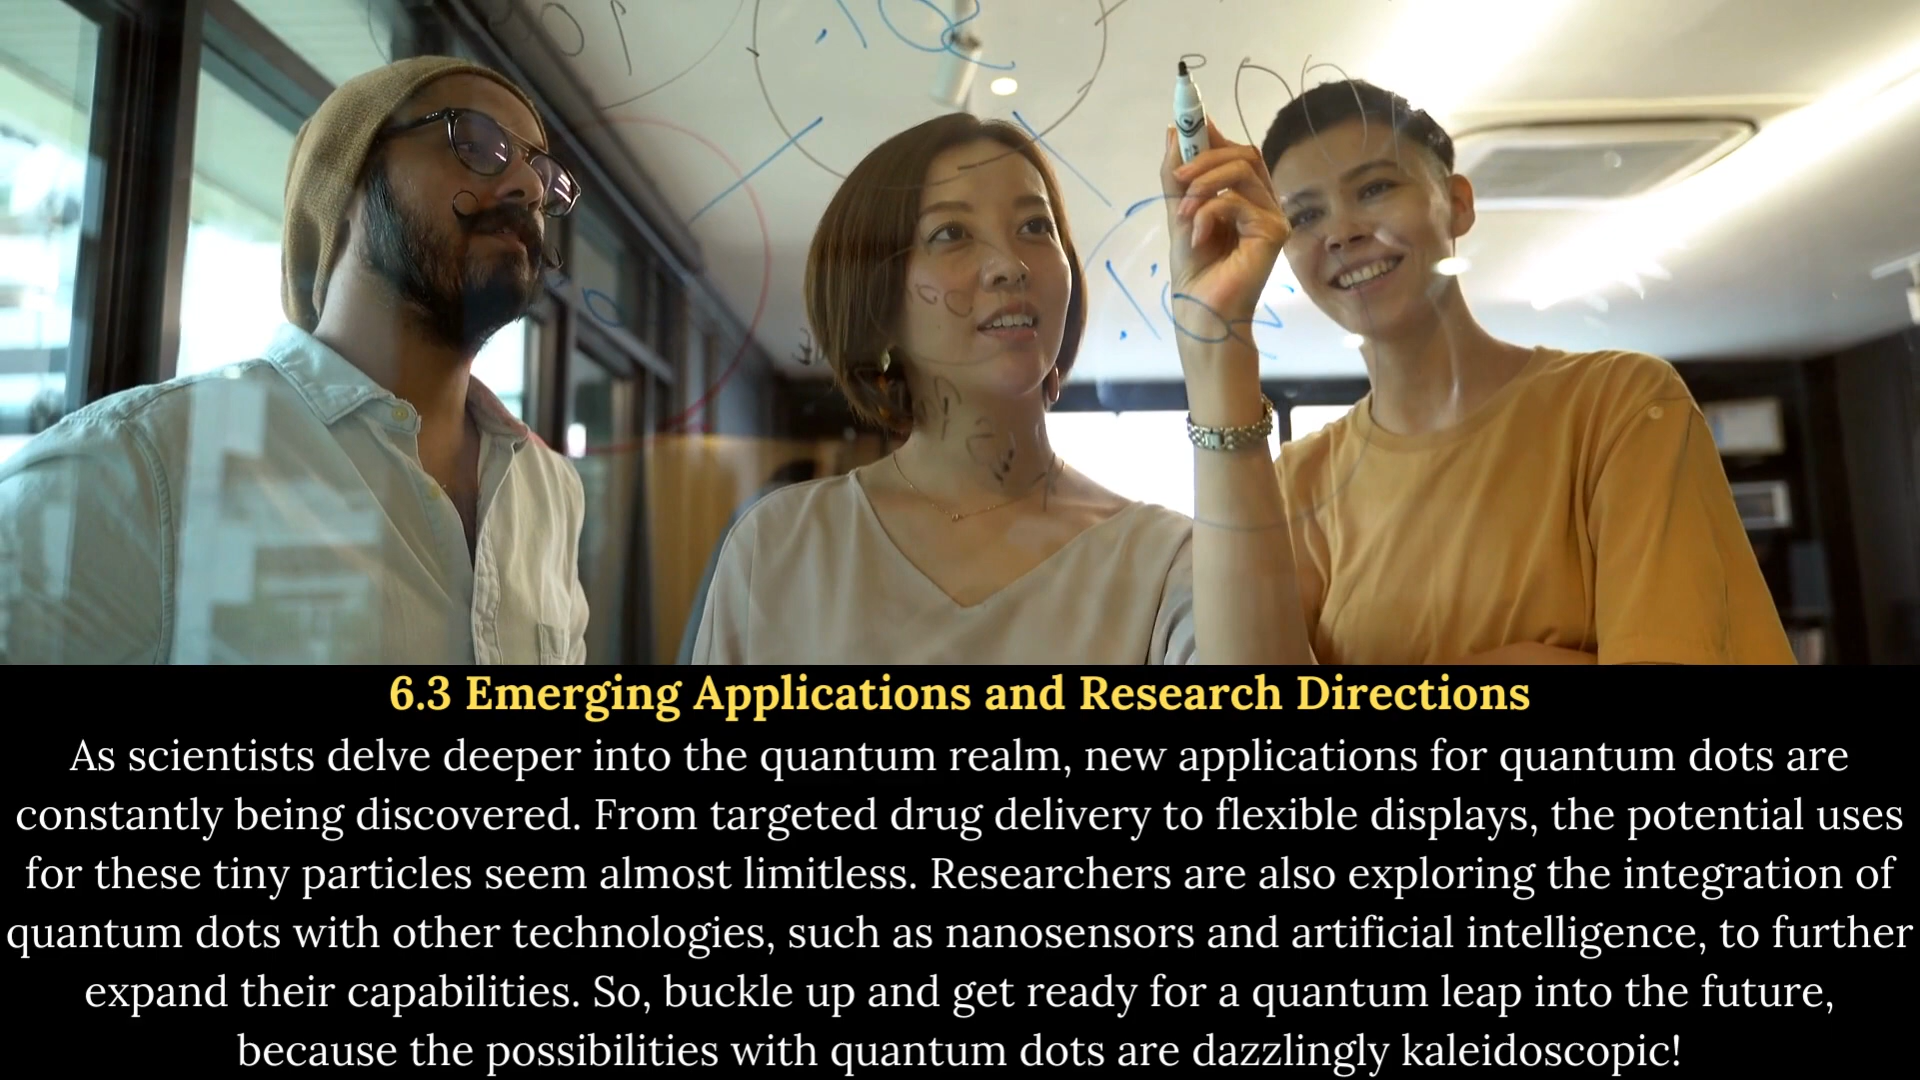 10%
20%
6.3 Emerging Applications and Research Directions
As scientists delve deeper into the quantum realm, new applications for quantum dots are
constantly being discovered. From targeted drug delivery to flexible displays, the potential uses
for these tiny particles seem almost limitless. Researchers are also exploring the integration of
quantum dots with other technologies, such as nanosensors and artificial intelligence, to further
expand their capabilities. So, buckle up and get ready for a quantum leap into the future,
because the possibilities with quantum dots are dazzlingly kaleidoscopic!